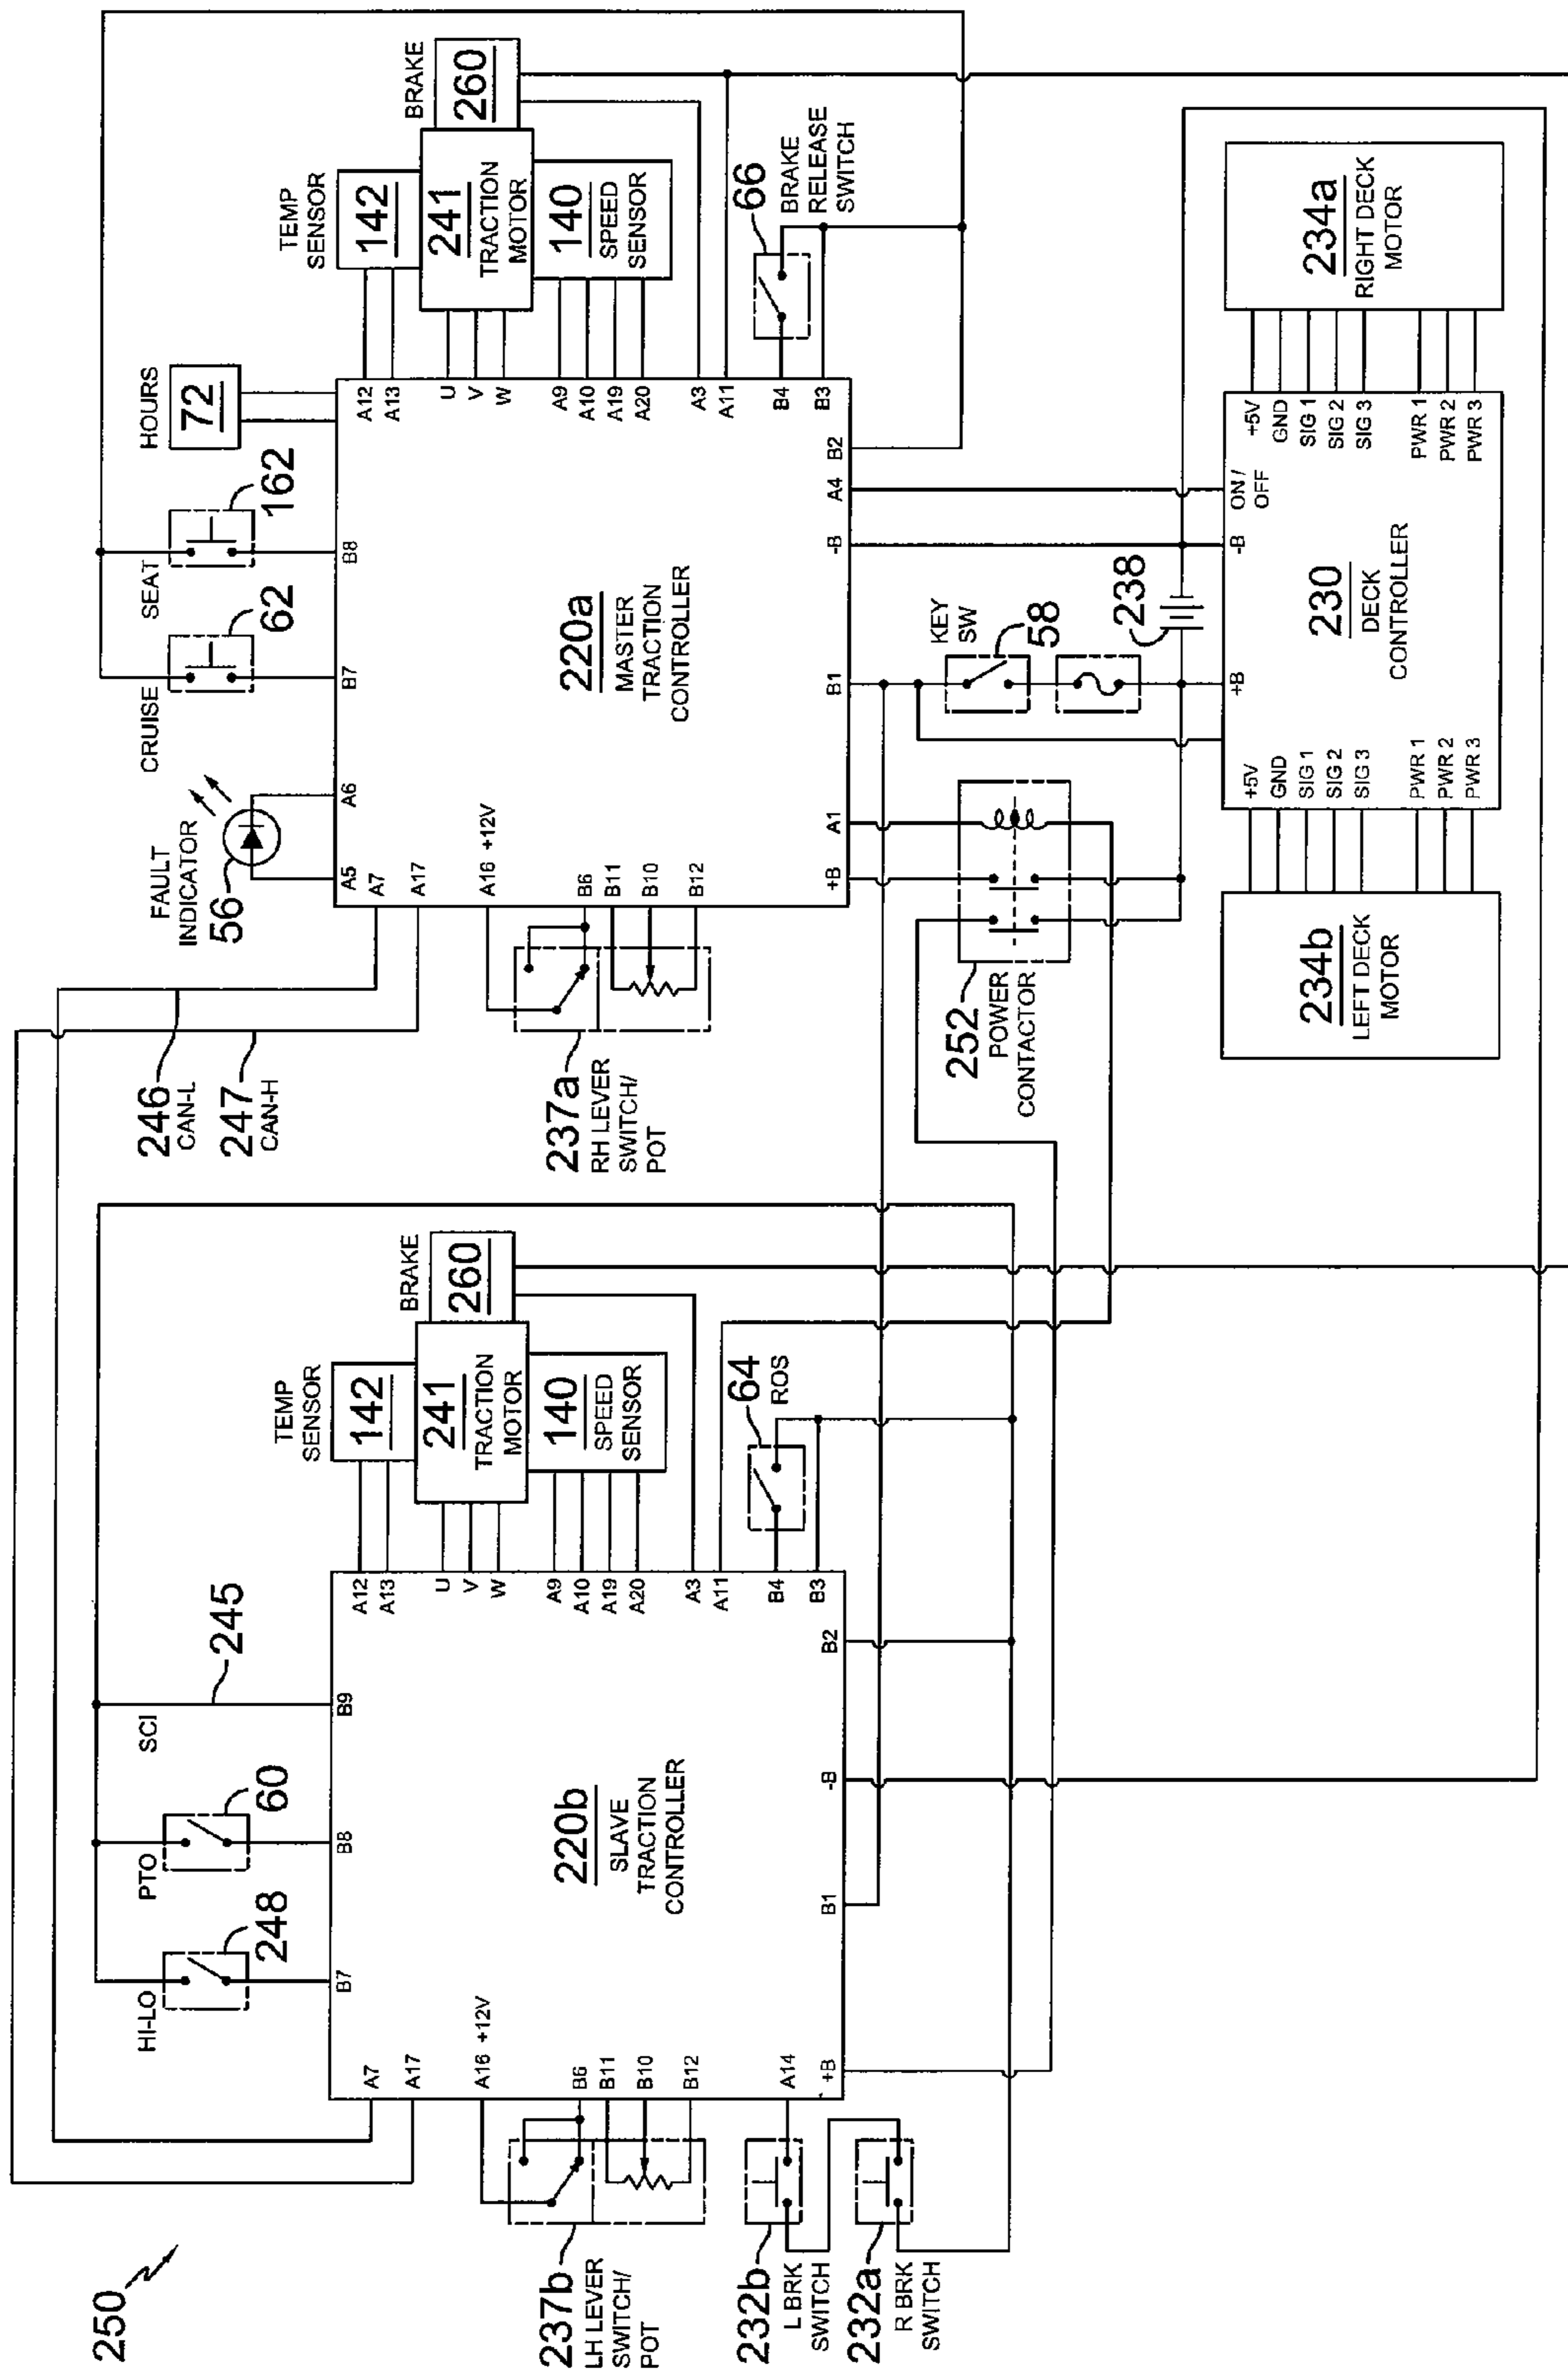 250
HI-LO
248
PTO
60
SCI
245
B7
B8
B9
A7
A17
A16 +12V
B6
B11
B10
B12
A14
+B
237b
LH LEVER
SWITCH/
POT
232b
L BRK
SWITCH
232a
R BRK
SWITCH
220b
SLAVE
TRACTION
CONTROLLER
B1
-B
B2
A12
A13
U
V
W
A9
A10
A19
A20
A3
A11
B4
B3
TEMP
SENSOR
142
241
TRACTION
MOTOR
140
SPEED
SENSOR
BRAKE
260
64
ROS
246
CAN-L
247
CAN-H
FAULT
INDICATOR
56
CRUISE
62
SEAT
162
HOURS
72
A5
A6
B7
B8
A7
A17
A16 +12V
B6
B11
B10
B12
237a
RH LEVER
SWITCH/
POT
220a
MASTER
TRACTION
CONTROLLER
+B
A1
B1
-B
A4
B2
A12
A13
U
V
W
A9
A10
A19
A20
A3
A11
B4
B3
TEMP
SENSOR
142
241
TRACTION
MOTOR
140
SPEED
SENSOR
BRAKE
260
66
BRAKE
RELEASE
SWITCH
252
POWER
CONTACTOR
KEY
SW
58
238
234b
LEFT DECK
MOTOR
+5V
GND
SIG 1
SIG 2
SIG 3
PWR 1
PWR 2
PWR 3
+B
-B
ON /
OFF
230
DECK
CONTROLLER
+5V
GND
SIG 1
SIG 2
SIG 3
PWR 1
PWR 2
PWR 3
234a
RIGHT DECK
MOTOR